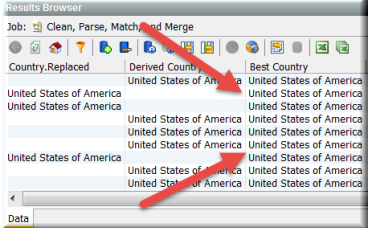 Results Browser
Job: Clean, Parse, Match, and Merge
Country.Replaced Derived Country Best Country
United States of America United States of America
United States of America United States of America
United States of America United States of America
United States of America United States of America
United States of America United States of America
United States of America United States of America
United States of America United States of America
United States of America United States of America
United States of America United States of America
Data